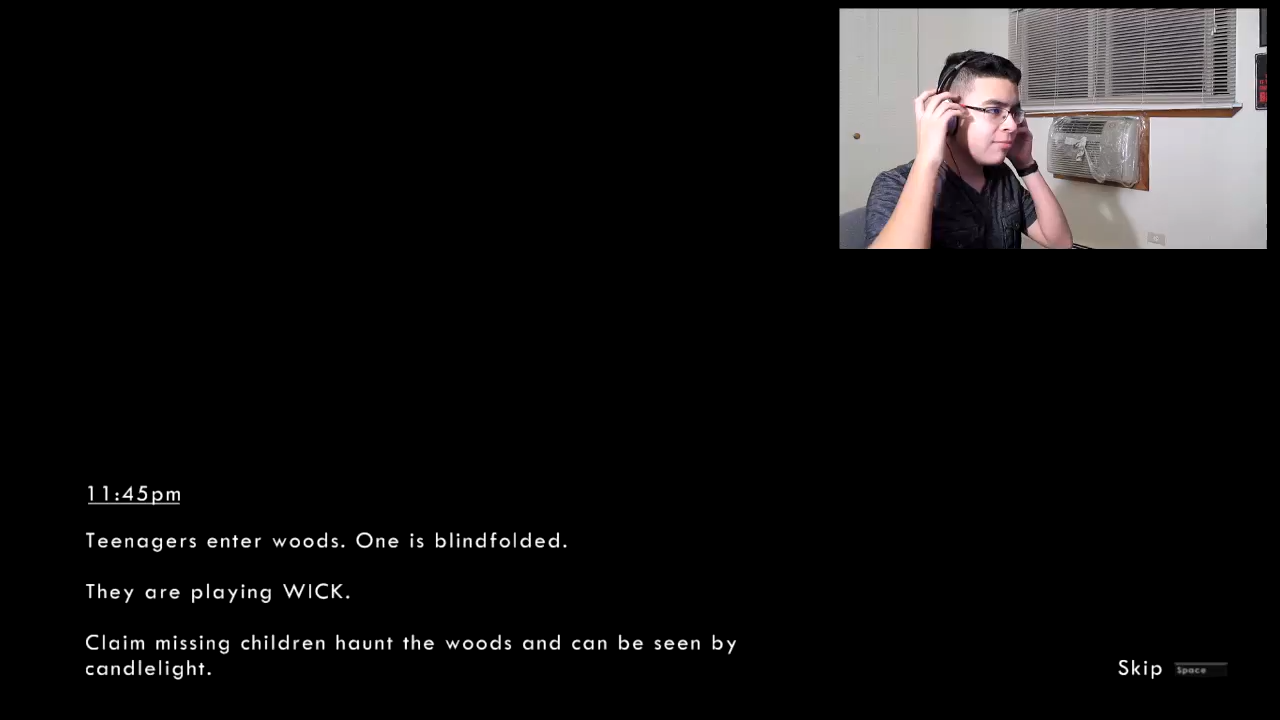 11:45pm
Teenagers enter woods. One is blindfolded.
They are playing WICK.
Claim missing children haunt the woods and can be seen by
candlelight.
Skip Space